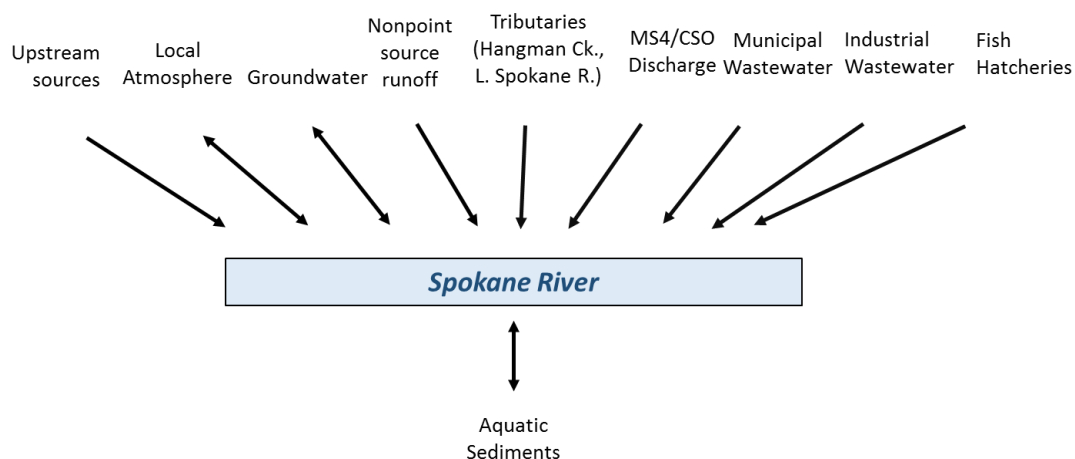 Upstream
sources
Local
Atmosphere
Groundwater
Nonpoint
source
runoff
Tributaries
(Hangman Ck.,
L. Spokane R.)
MS4/CSO
Discharge
Municipal
Wastewater
Industrial
Wastewater
Fish
Hatcheries
Spokane River
Aquatic
Sediments